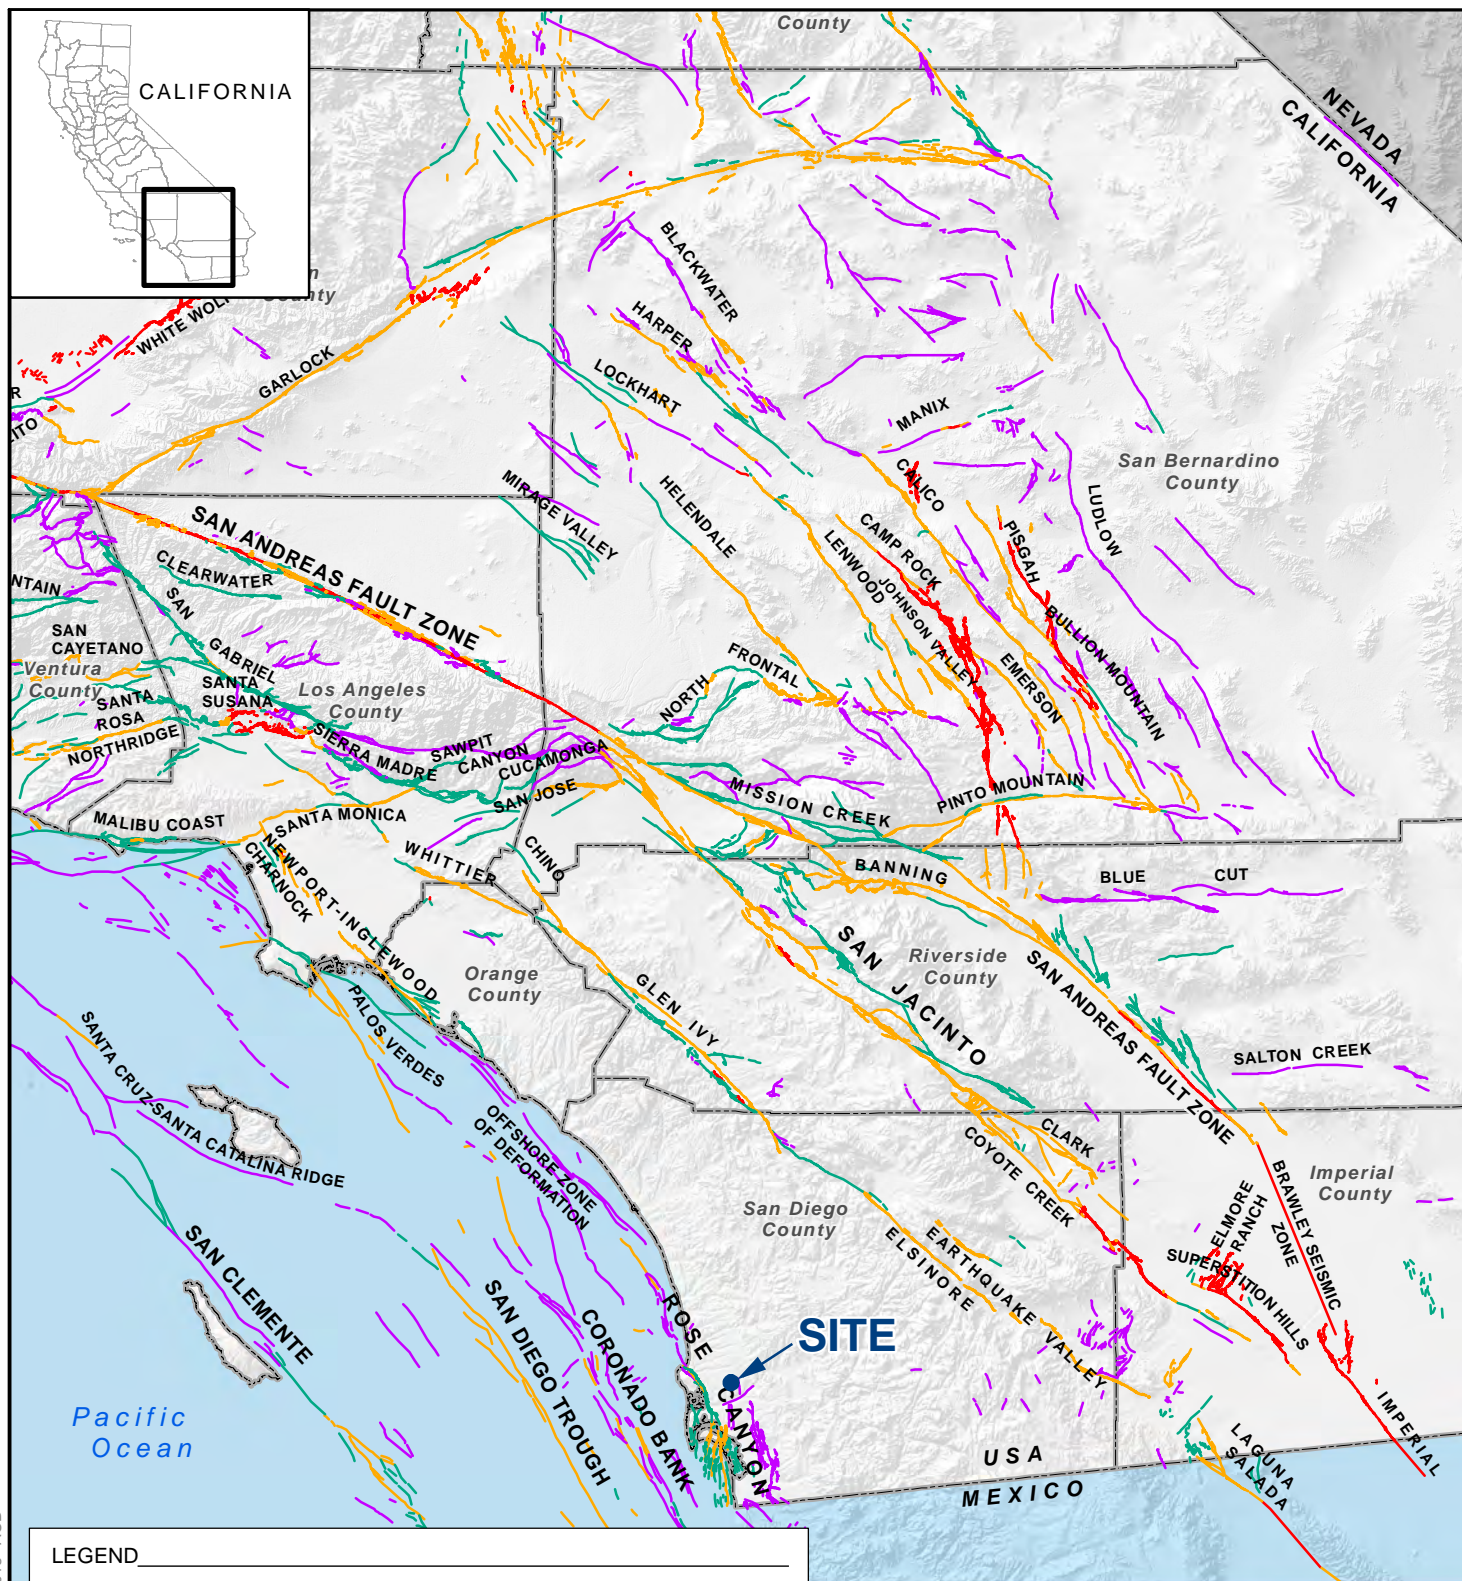 County
CALIFORNIA
NEVADA
CALIFORNIA
County
WHITE WOLF
GARLOCK
BLACKWATER
HARPER
LOCKHART
MANIX
CALICO
San Bernardino
County
LUDLOW
MIRAGE VALLEY
HELENDALE
SAN ANDREAS FAULT ZONE
CLEARWATER
CAMP ROCK
LENWOOD
JOHNSON VALLEY
PISGAH
BULLION MOUNTAIN
EMERSON
NTAIN
SAN
CAYETANO
Ventura
County
SAN
GABRIEL
SANTA
SUSANA
Los Angeles
County
SANTA
ROSA
NORTHRIDGE
SIERRA MADRE
SAWPIT
CANYON
CUCAMONGA
SAN JOSE
NORTH
FRONTAL
MISSION CREEK
PINTO MOUNTAIN
MALIBU COAST
SANTA MONICA
WHITTIER
CHINO
BANNING
BLUE CUT
NEWPORT-INGLEWOOD
CHARNOCK
Orange
County
SAN JACINTO
Riverside
County
SAN ANDREAS FAULT ZONE
GLEN IVY
PALOS VERDES
SALTON CREEK
SANTA CRUZ-SANTA CATALINA RIDGE
OFFSHORE ZONE
OF DEFORMATION
CLARK
COYOTE CREEK
San Diego
County
Imperial
County
BRAWLEY SEISMIC
ZONE
ELMORE
RANCH
SUPERSTITION HILLS
EARTHQUAKE VALLEY
ELSINORE
SAN CLEMENTE
SAN DIEGO TROUGH
CORONADO BANK
ROSE
CANYON
SITE
IMPERIAL
LAGUNA
SALADA
Pacific
Ocean
USA
MEXICO
LEGEND